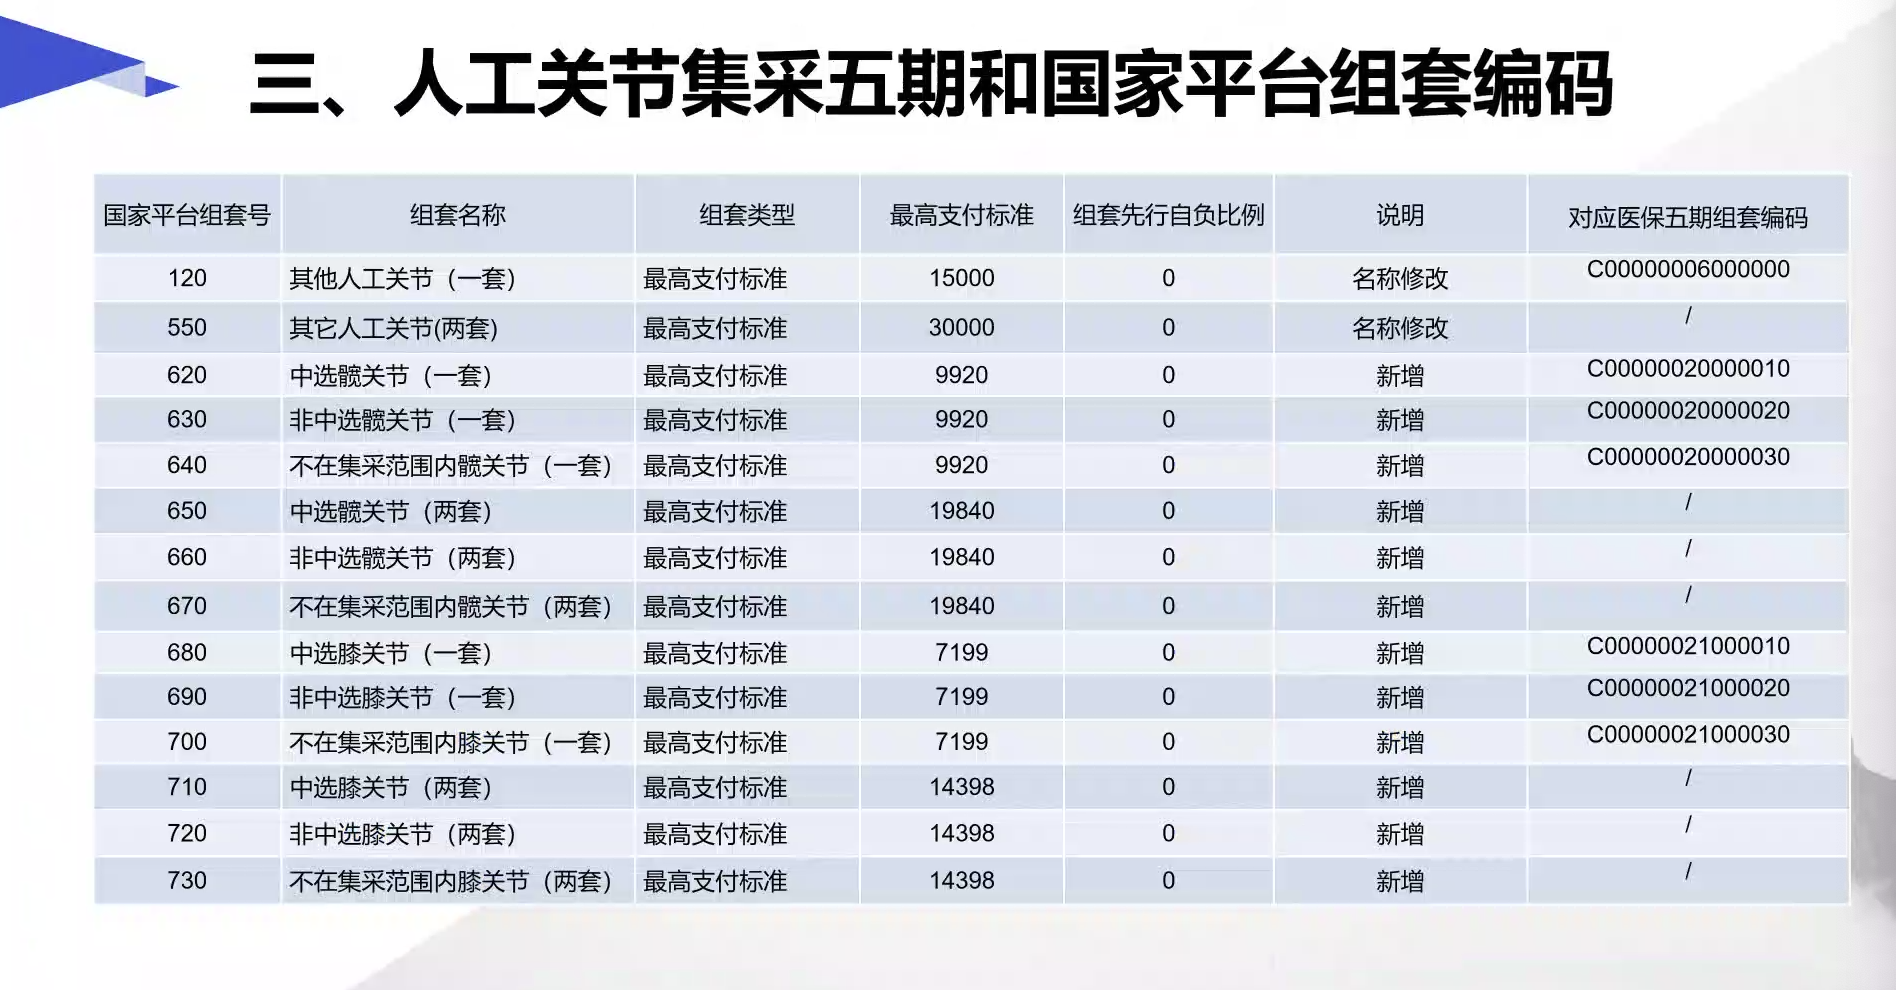 三、人工关节集采五期和国家平台组套编码
国家平台组套号 组套名称 组套类型 最高支付标准 组套先行自负比例 说明 对应医保五期组套编码
120 其他人工关节（一套） 最高支付标准 15000 0 名称修改 C00000006000000
550 其它人工关节(两套) 最高支付标准 30000 0 名称修改 /
620 中选髋关节（一套） 最高支付标准 9920 0 新增 C00000020000010
630 非中选髋关节（一套） 最高支付标准 9920 0 新增 C00000020000020
640 不在集采范围内髋关节（一套） 最高支付标准 9920 0 新增 C00000020000030
650 中选髋关节（两套） 最高支付标准 19840 0 新增 /
660 非中选髋关节（两套） 最高支付标准 19840 0 新增 /
670 不在集采范围内髋关节（两套） 最高支付标准 19840 0 新增 /
680 中选膝关节（一套） 最高支付标准 7199 0 新增 C00000021000010
690 非中选膝关节（一套） 最高支付标准 7199 0 新增 C00000021000020
700 不在集采范围内膝关节（一套） 最高支付标准 7199 0 新增 C00000021000030
710 中选膝关节（两套） 最高支付标准 14398 0 新增 /
720 非中选膝关节（两套） 最高支付标准 14398 0 新增 /
730 不在集采范围内膝关节（两套） 最高支付标准 14398 0 新增 /